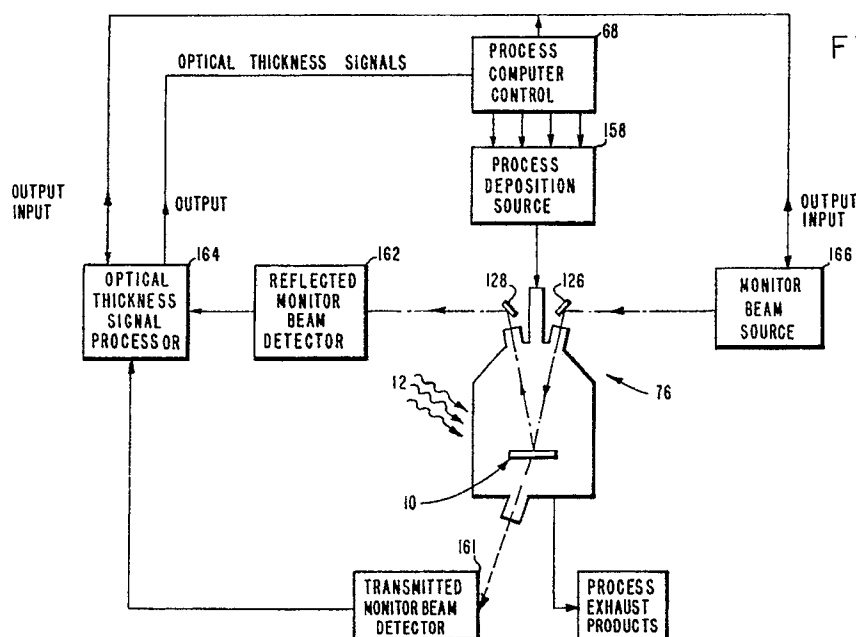 68
F
OPTICAL THICKNESS SIGNALS
PROCESS
COMPUTER
CONTROL
158
PROCESS
DEPOSITION
SOURCE
OUTPUT
INPUT
OUTPUT
OUTPUT
INPUT
164
OPTICAL
THICKNESS
SIGNAL
PROCESSOR
162
REFLECTED
MONITOR
BEAM
DETECTOR
128
126
166
MONITOR
BEAM
SOURCE
12
76
10
161
TRANSMITTED
MONITOR BEAM
DETECTOR
PROCESS
EXHAUST
PRODUCTS